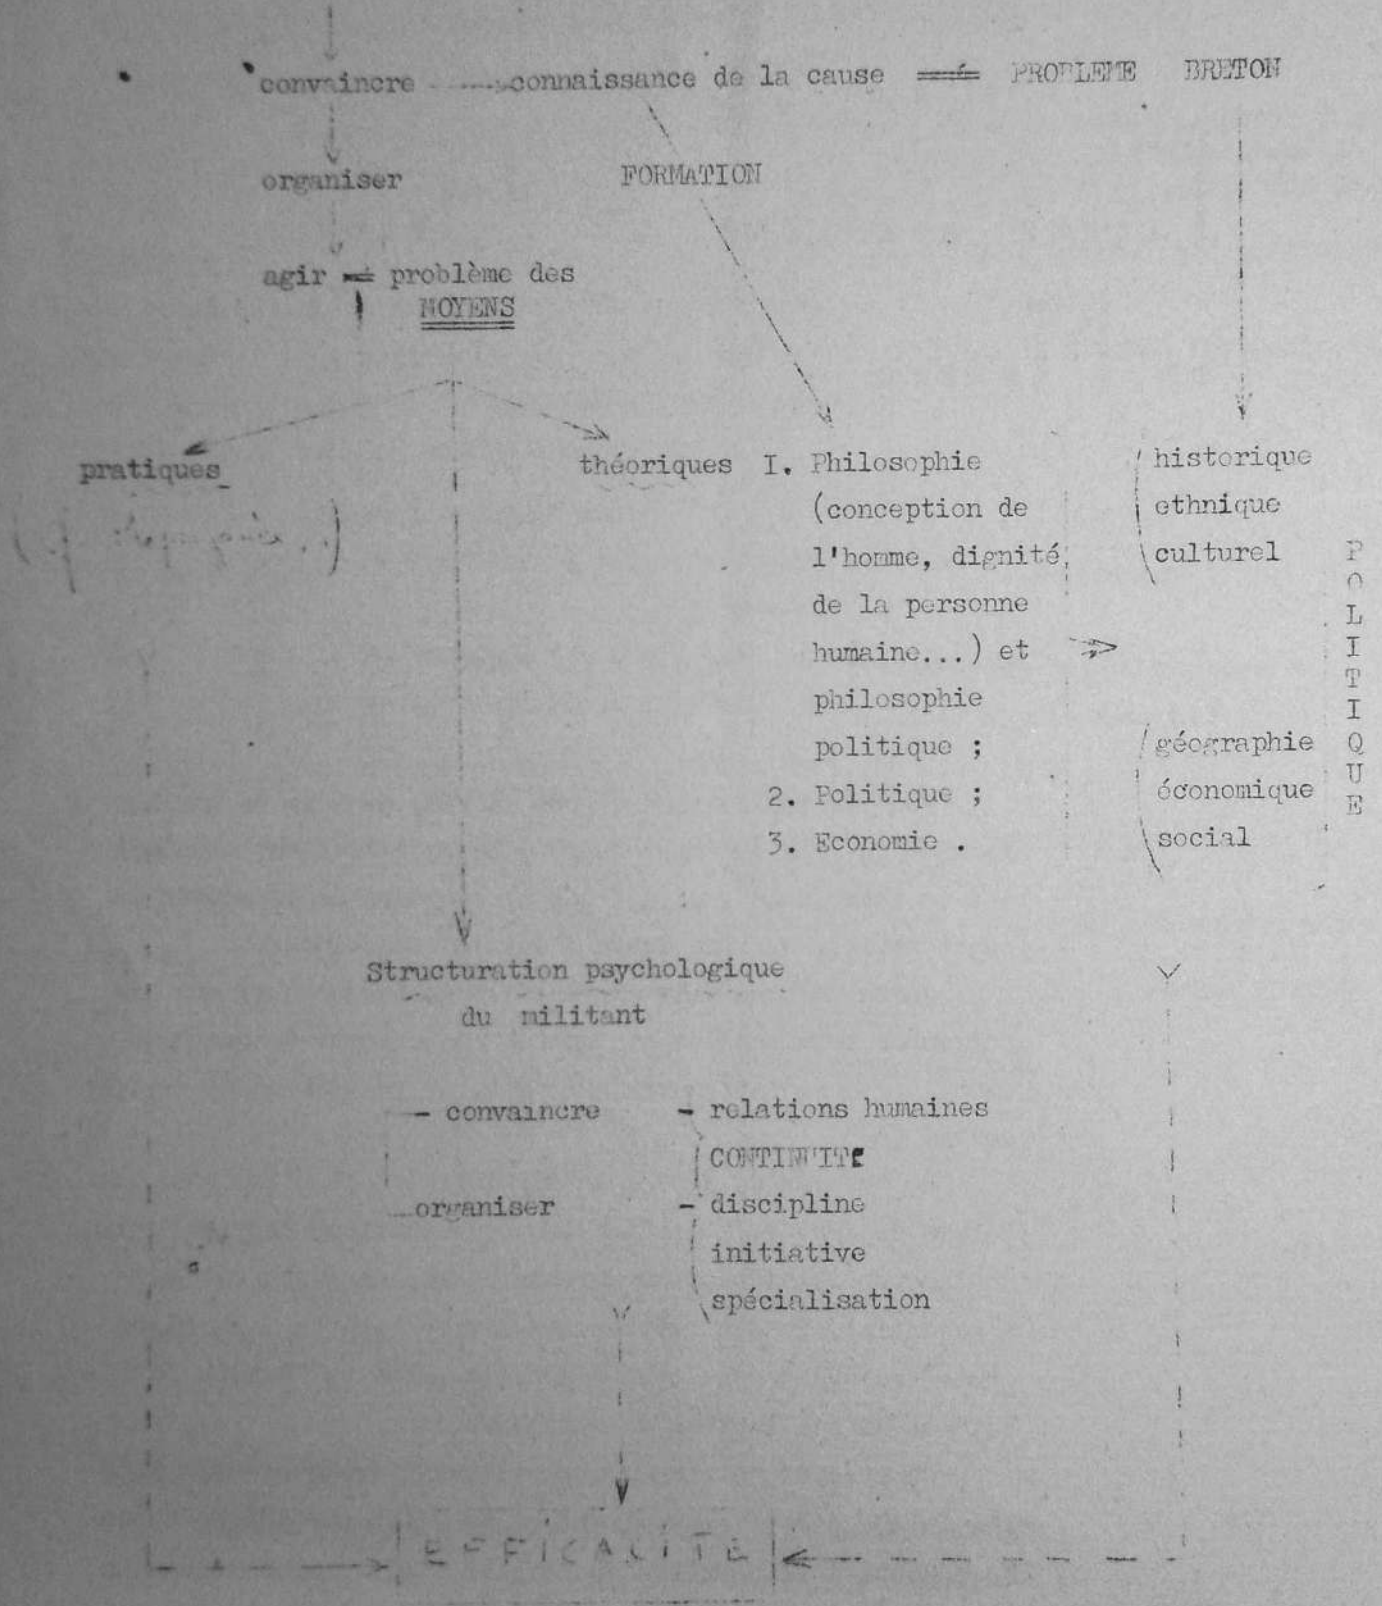 convaincre connaissance de la cause PROBLEME BRETON
organiser FORMATION
agir = problème des
MOYENS
pratiques
théoriques I. Philosophie
(conception de
l'homme, dignité,
de la personne
humaine...) et
philosophie
politique ;
2. Politique ;
3. Economie .
historique
ethnique
culturel
géographie
économique
social
POLITIQUE
Structuration psychologique
du militant
- convaincre - relations humaines
CONTINUITE
organiser - discipline
initiative
spécialisation
EFFICACITE